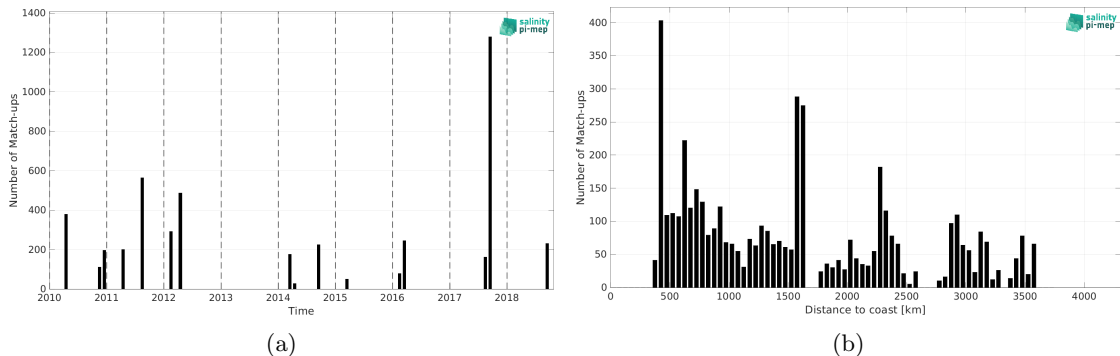 1400
1200
1000
800
600
400
200
0
Number of Match-ups
2010 2011 2012 2013 2014 2015 2016 2017 2018
Time
salinity
pi-mep
(a)
400
350
300
250
200
150
100
50
0
Number of Match-ups
0 500 1000 1500 2000 2500 3000 3500 4000
Distance to coast [km]
salinity
pi-mep
(b)